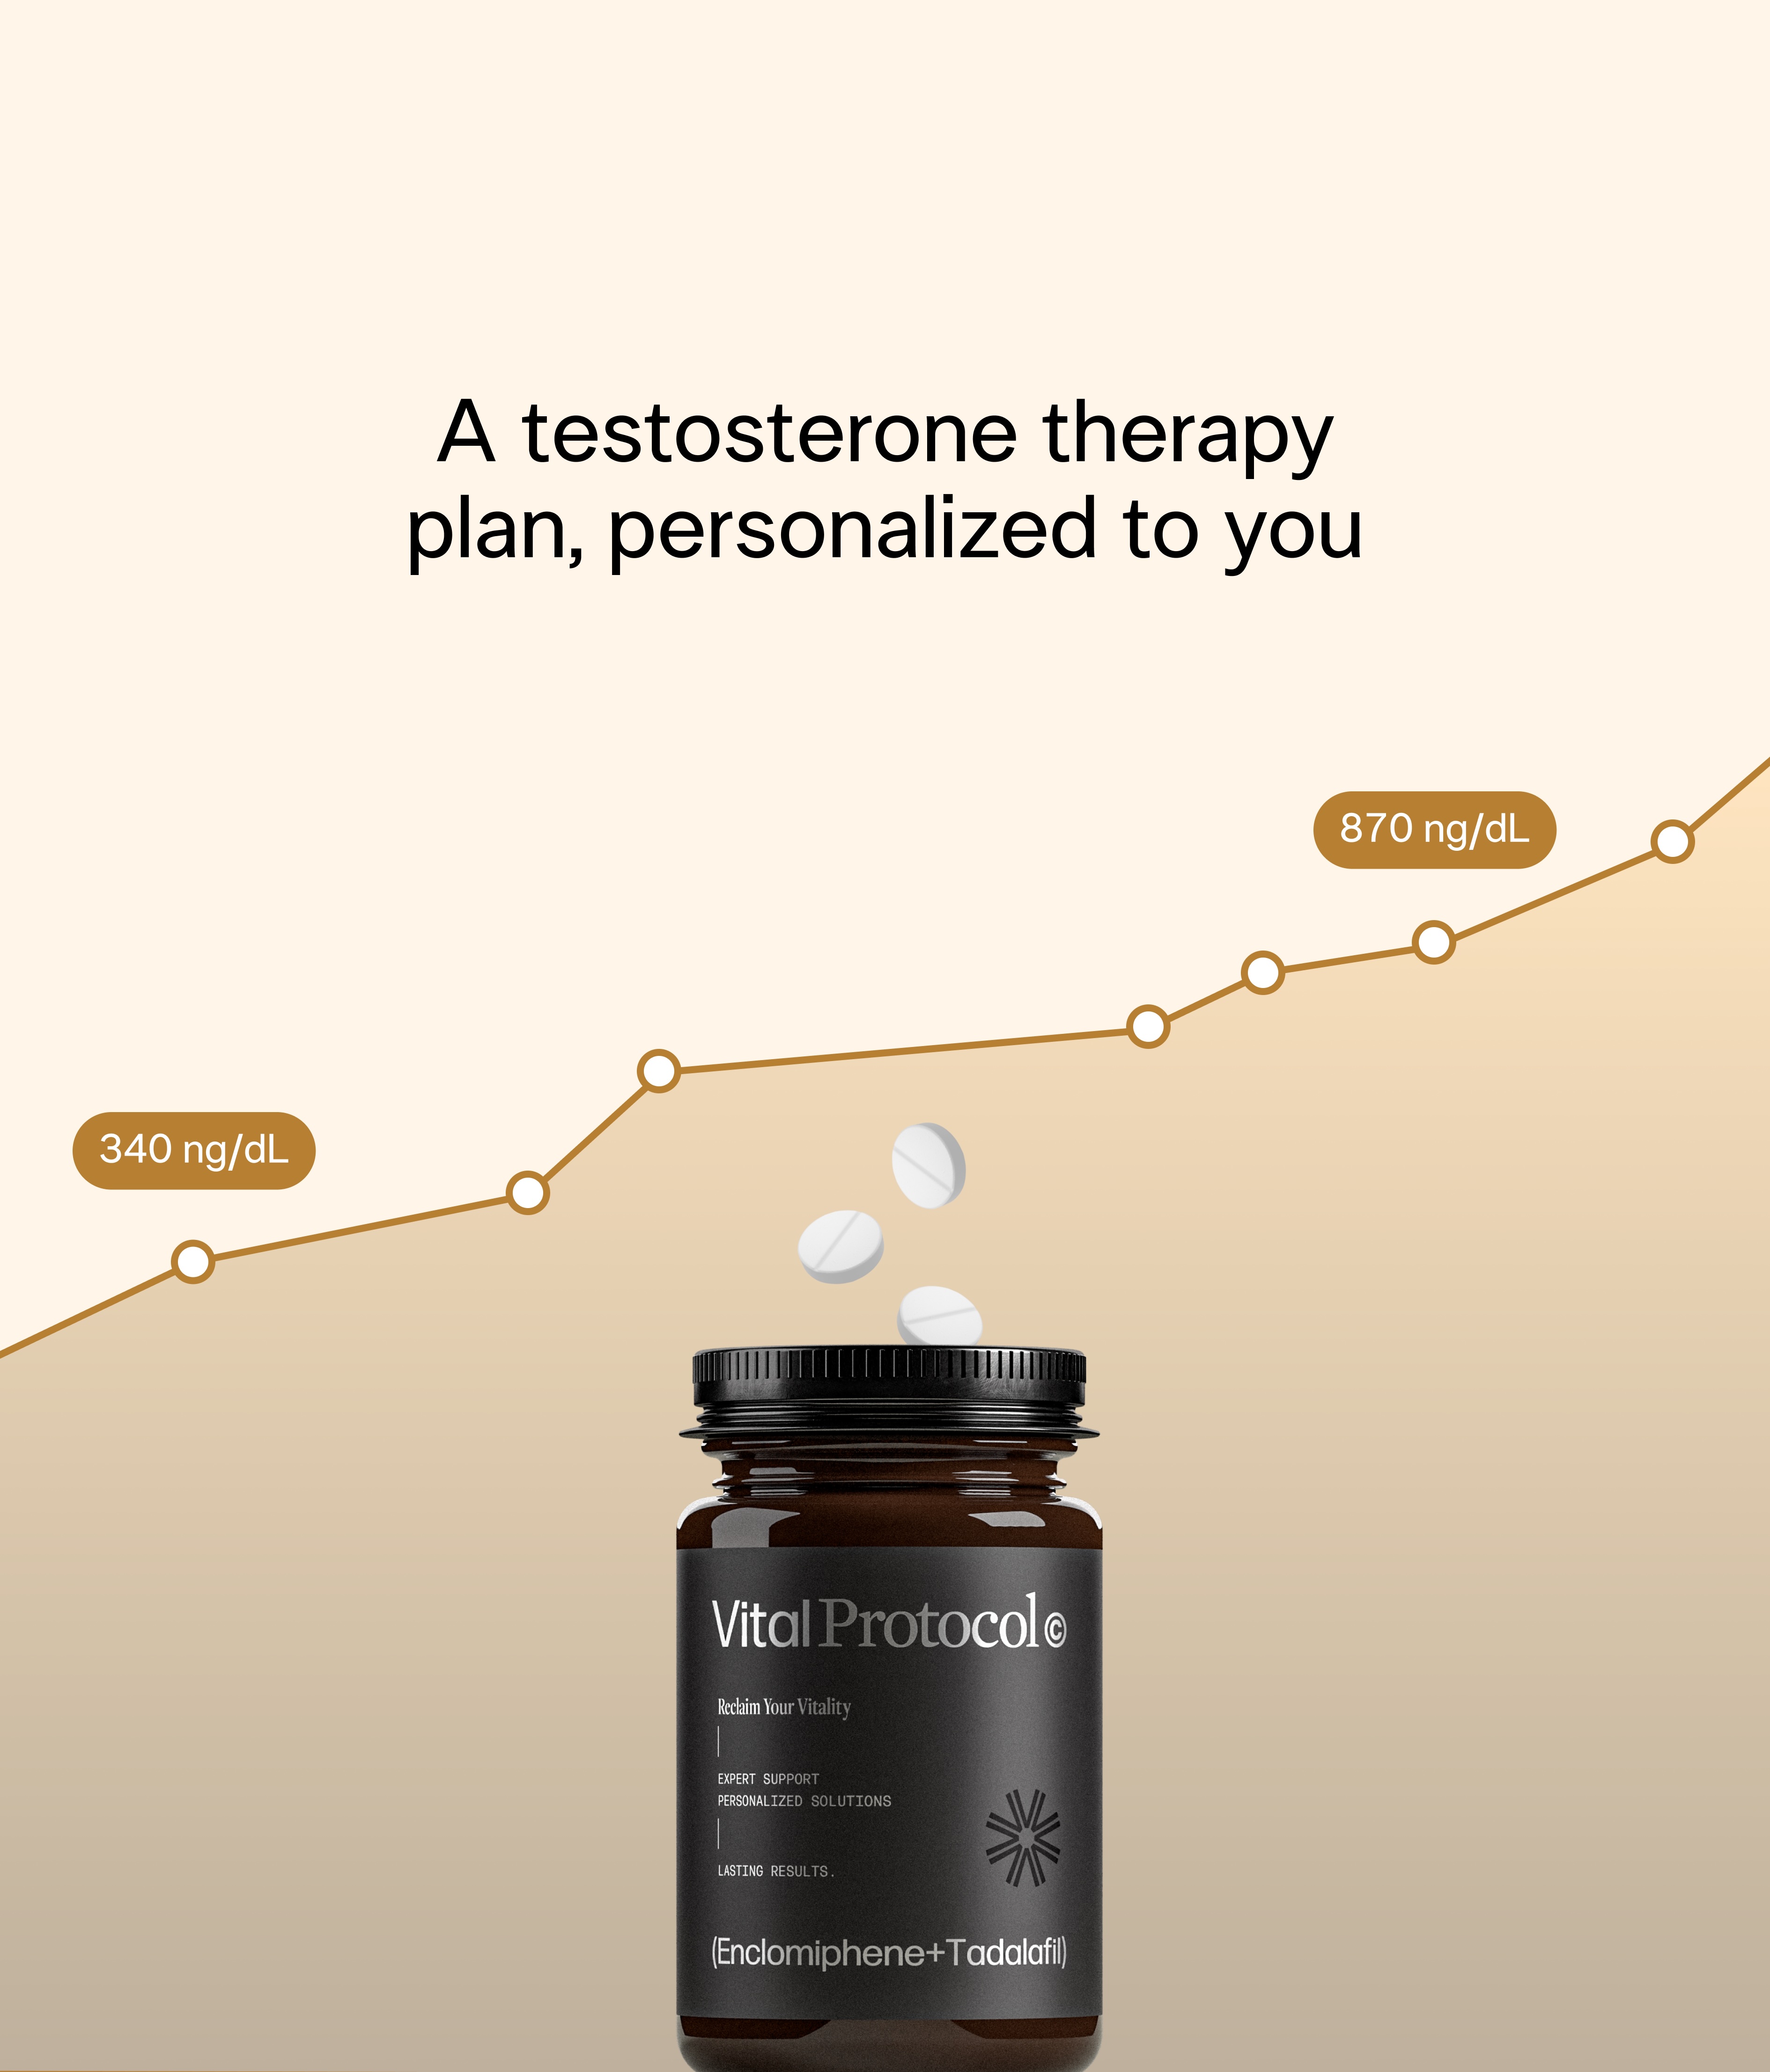 A testosterone therapy
plan, personalized to you
870 ng/dL
340 ng/dL
Vital Protocol©
Reclaim Your Vitality
EXPERT SUPPORT
PERSONALIZED SOLUTIONS
LASTING RESULTS.
(Enclomiphene+Tadalafil)